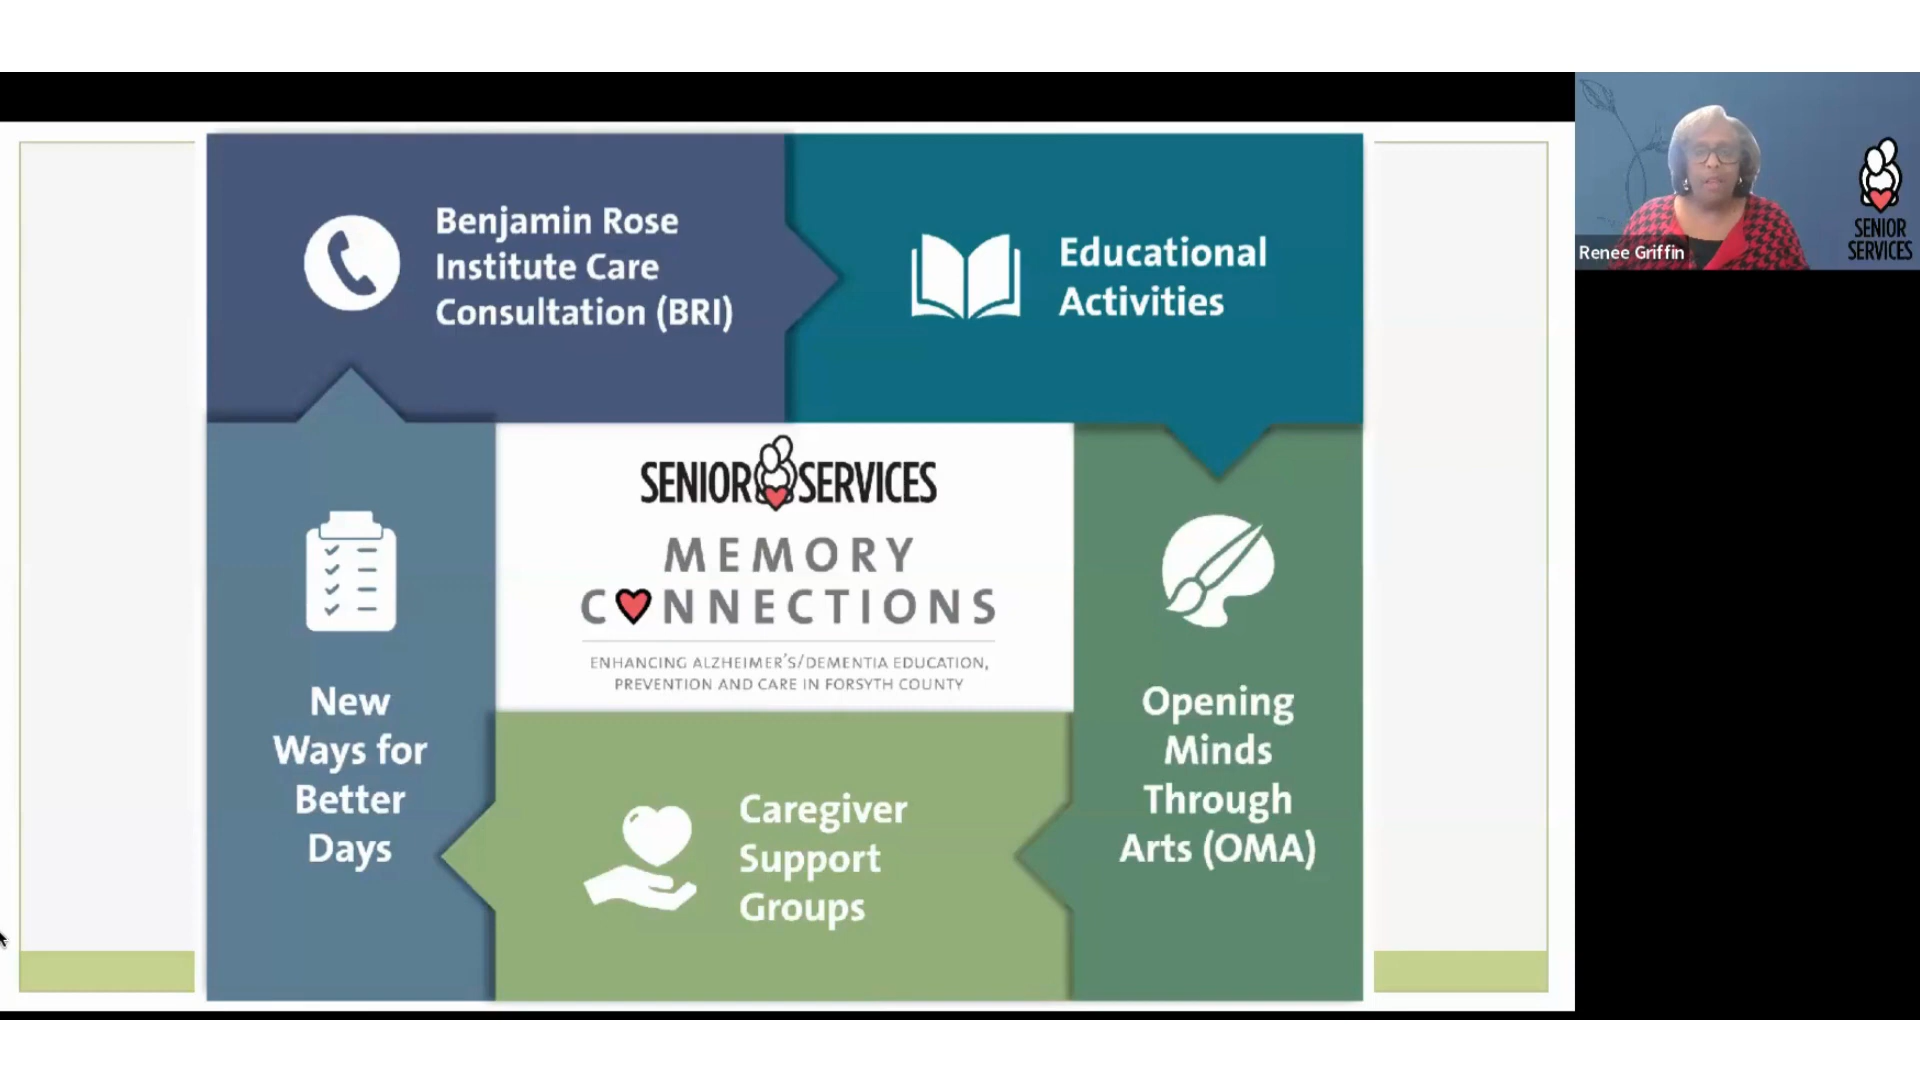 Benjamin Rose
Institute Care
Consultation (BRI)
Educational
Activities
SENIOR SERVICES
MEMORY
CONNECTIONS
ENHANCING ALZHEIMER'S/DEMENTIA EDUCATION,
PREVENTION AND CARE IN FORSYTH COUNTY
New
Ways for
Better
Days
Caregiver
Support
Groups
Opening
Minds
Through
Arts (OMA)
Renee Griffin
SENIOR
SERVICES